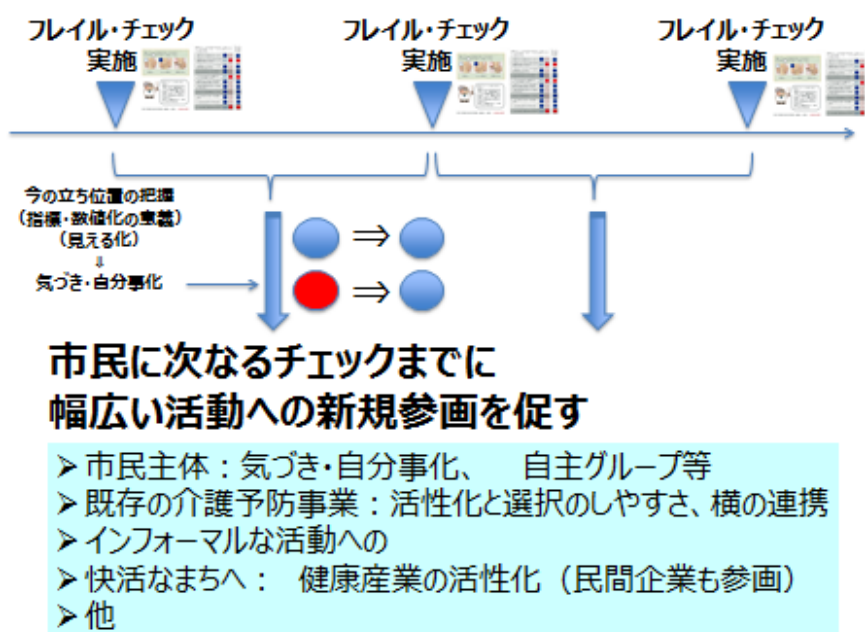 フレイル・チェック
実施
フレイル・チェック
実施
フレイル・チェック
実施
今の立ち位置の把握
(指標・数値化の意義)
(見える化)
⇓
気づき・自分事化
⇒
⇒
市民に次なるチェックまでに
幅広い活動への新規参画を促す
➢市民主体：気づき・自分事化、 自主グループ等
➢既存の介護予防事業：活性化と選択のしやすさ、横の連携
➢インフォーマルな活動への
➢快活なまちへ： 健康産業の活性化（民間企業も参画）
➢他